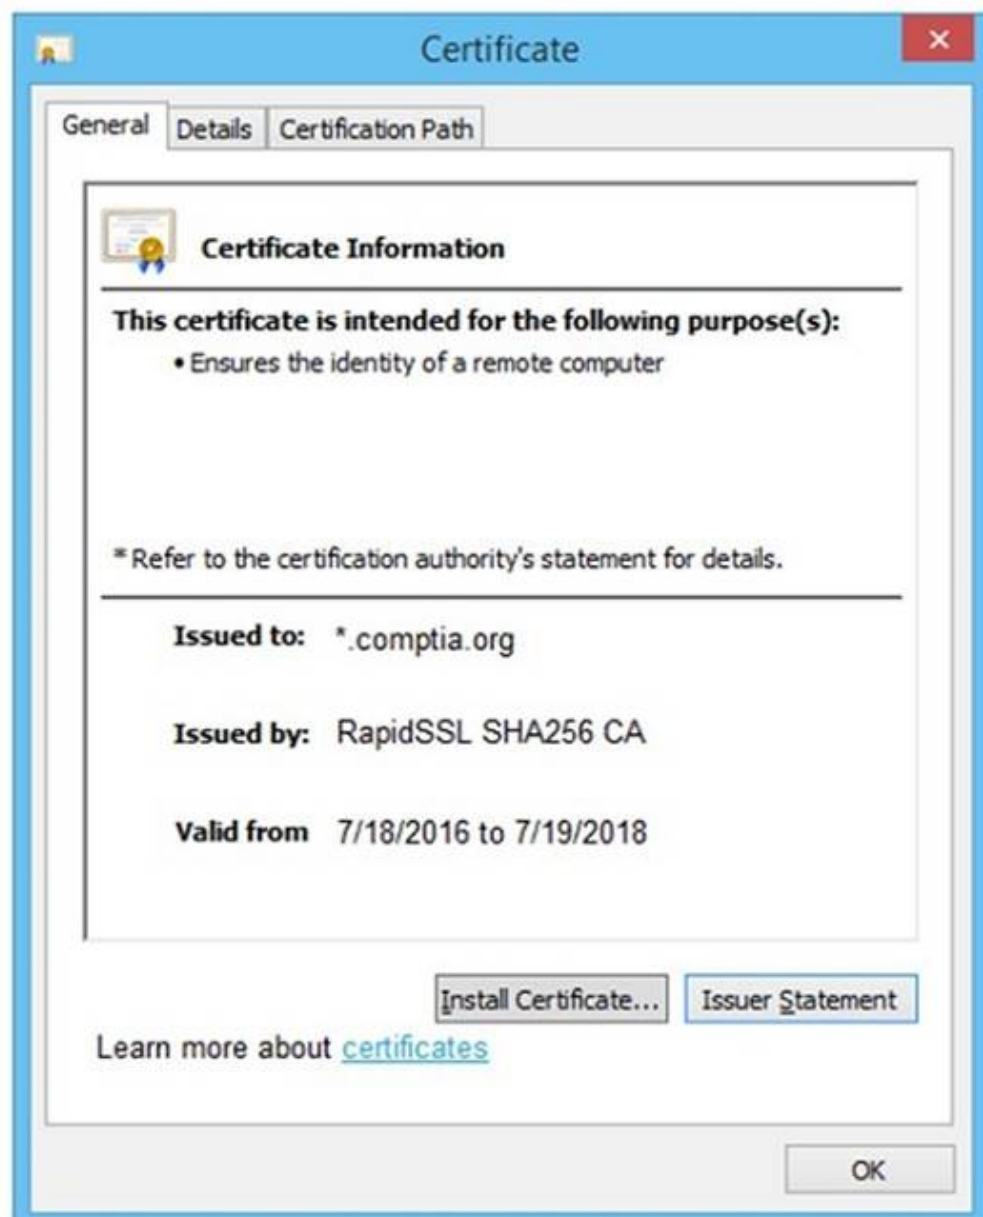 Certificate
General Details Certification Path
Certificate Information
This certificate is intended for the following purpose(s):
• Ensures the identity of a remote computer
* Refer to the certification authority's statement for details.
Issued to: *.comptia.org
Issued by: RapidSSL SHA256 CA
Valid from 7/18/2016 to 7/19/2018
Install Certificate... Issuer Statement
Learn more about certificates
OK